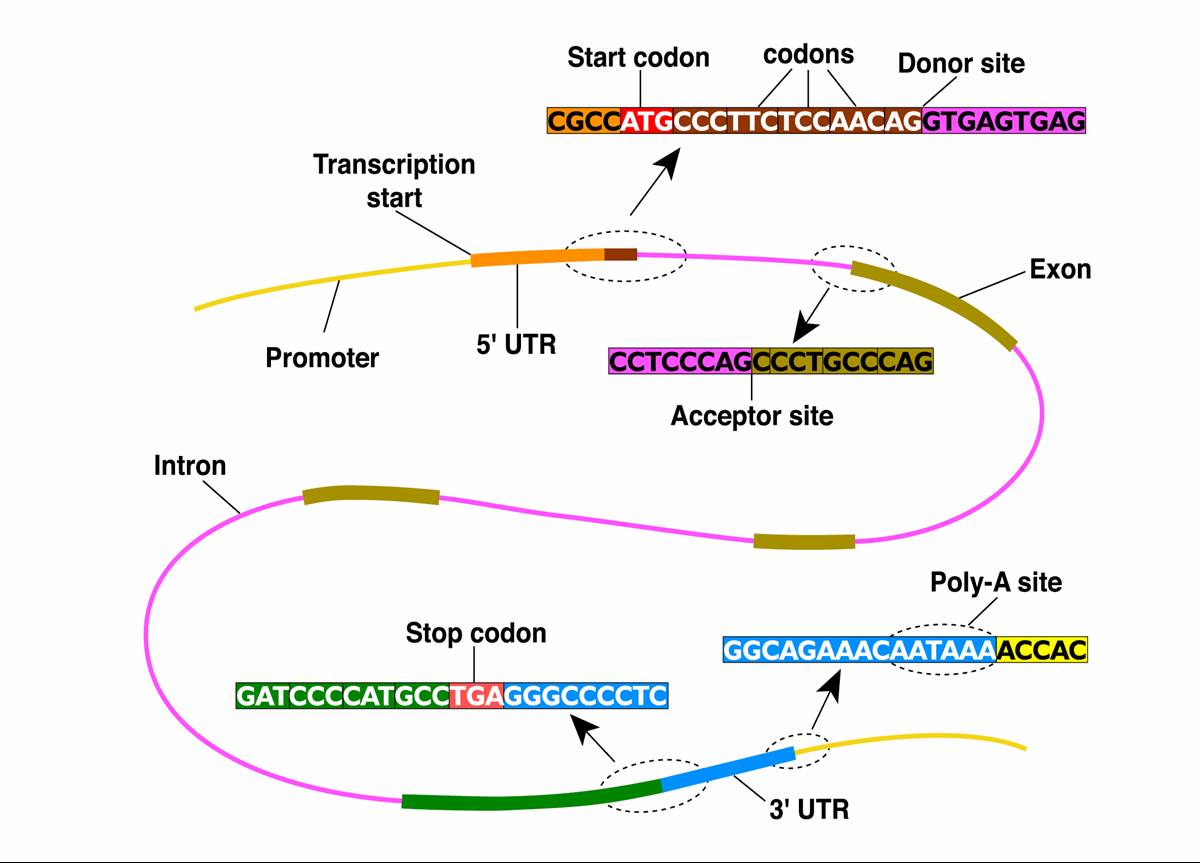 Start codon
codons
Donor site
CGCCATGCCCTTCTCCAACAGGTGAGTGAG
Transcription
start
Promoter
5' UTR
Exon
CCTCCCAGCCCTGCCCAG
Acceptor site
Intron
Poly-A site
GGCAGAAACAATAAAACCAC
Stop codon
GATCCCCATGCCTGAGGGCCCCTC
3' UTR